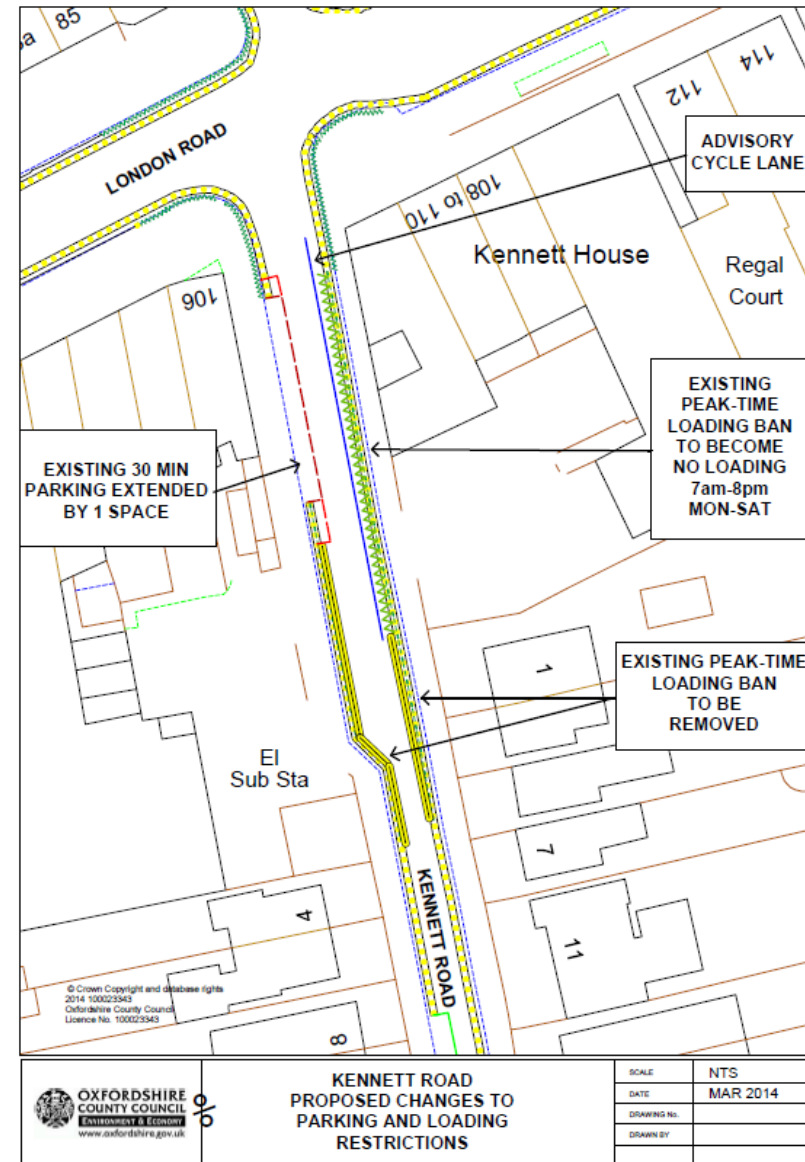 85
LONDON ROAD
112
114
ADVISORY
CYCLE LANE
108 to 110
Kennett House
Regal
Court
106
EXISTING
PEAK-TIME
LOADING BAN
TO BECOME
NO LOADING
7am-8pm
MON-SAT
EXISTING 30 MIN
PARKING EXTENDED
BY 1 SPACE
1
EXISTING PEAK-TIME
LOADING BAN
TO BE
REMOVED
El
Sub Sta
7
KENNETT ROAD
4
11
© Crown Copyright and database rights
2014 100023343
Oxfordshire County Council
Licence No. 100023343
8
OXFORDSHIRE
COUNTY COUNCIL
ENVIRONMENT & ECONOMY
www.oxfordshire.gov.uk
KENNETT ROAD
PROPOSED CHANGES TO
PARKING AND LOADING
RESTRICTIONS
SCALE NTS
DATE MAR 2014
DRAWING No.
DRAWN BY